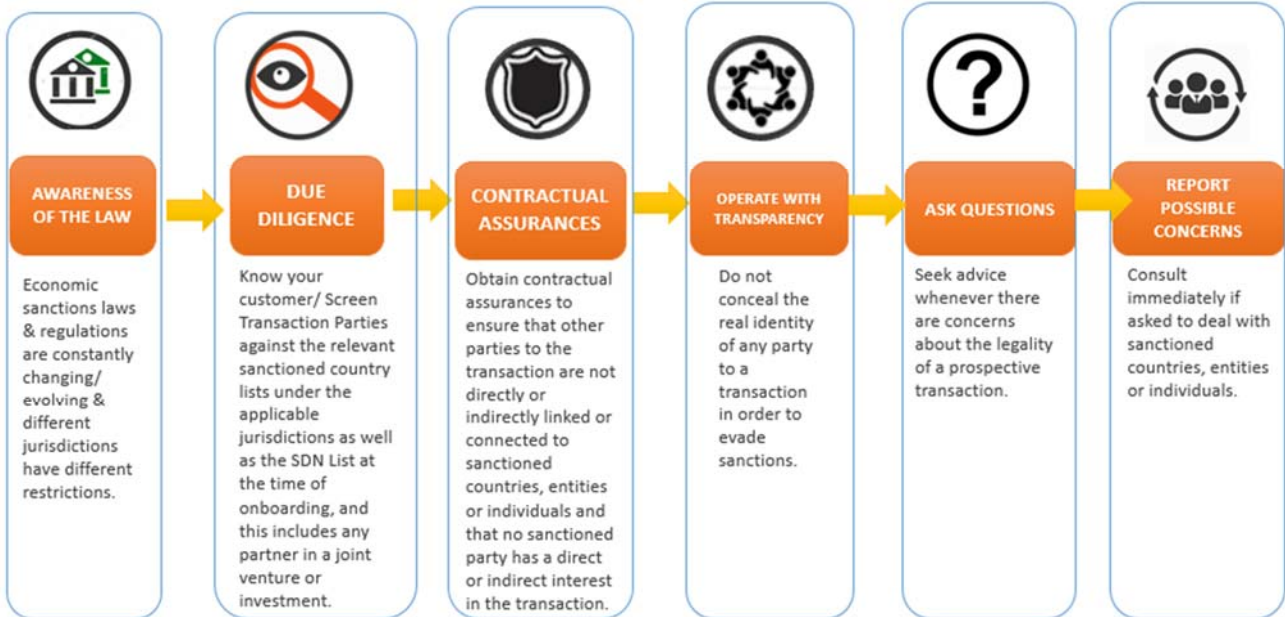 AWARENESS
OF THE LAW
Economic
sanctions laws
& regulations
are constantly
changing/
evolving &
different
jurisdictions
have different
restrictions.
DUE
DILIGENCE
Know your
customer/ Screen
Transaction Parties
against the relevant
sanctioned country
lists under the
applicable
jurisdictions as well
as the SDN List at
the time of
onboarding, and
this includes any
partner in a joint
venture or
investment.
CONTRACTUAL
ASSURANCES
Obtain contractual
assurances to
ensure that other
parties to the
transaction are not
directly or
indirectly linked or
connected to
sanctioned
countries, entities
or individuals and
that no sanctioned
party has a direct
or indirect interest
in the transaction.
OPERATE WITH
TRANSPARENCY
Do not
conceal the
real identity
of any party
to a
transaction
in order to
evade
sanctions.
?
ASK QUESTIONS
Seek advice
whenever there
are concerns
about the legality
of a prospective
transaction.
REPORT
POSSIBLE
CONCERNS
Consult
immediately if
asked to deal with
sanctioned
countries, entities
or individuals.